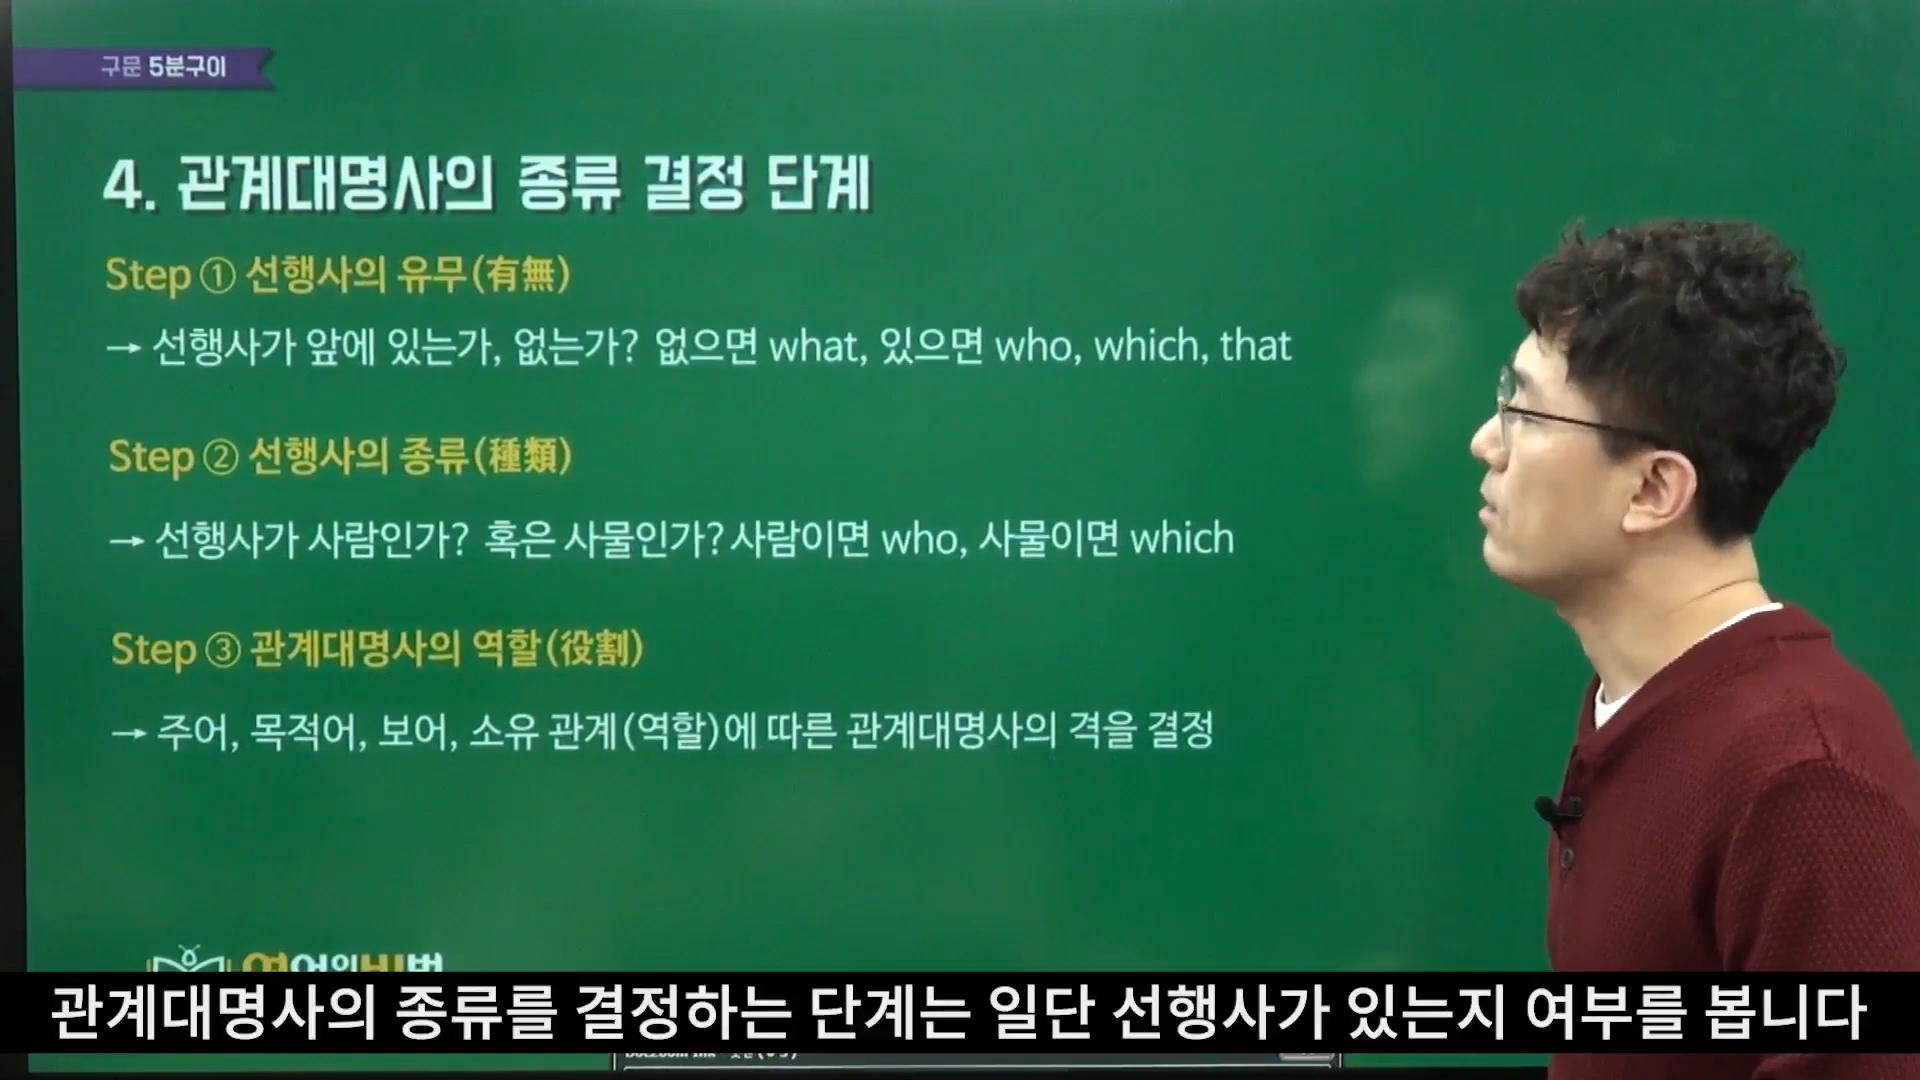 구문 5분구이
4. 관계대명사의 종류 결정 단계
Step ① 선행사의 유무(有無)
→ 선행사가 앞에 있는가, 없는가? 없으면 what, 있으면 who, which, that
Step ② 선행사의 종류(種類)
→ 선행사가 사람인가? 혹은 사물인가? 사람이면 who, 사물이면 which
Step ③ 관계대명사의 역할(役割)
→ 주어, 목적어, 보어, 소유 관계(역할)에 따른 관계대명사의 격을 결정
영어의비법
관계대명사의 종류를 결정하는 단계는 일단 선행사가 있는지 여부를 봅니다